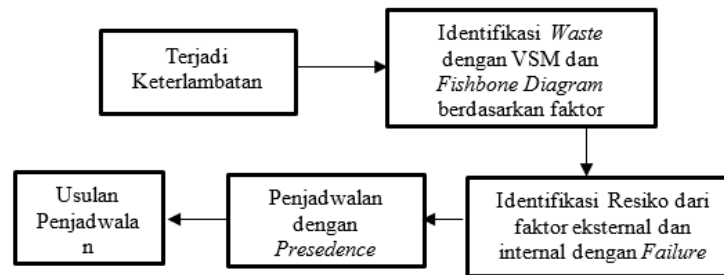 Terjadi
Keterlambatan
Identifikasi Waste
dengan VSM dan
Fishbone Diagram
berdasarkan faktor
Identifikasi Resiko dari
faktor eksternal dan
internal dengan Failure
Penjadwalan
dengan
Presedence
Usulan
Penjadwala
n